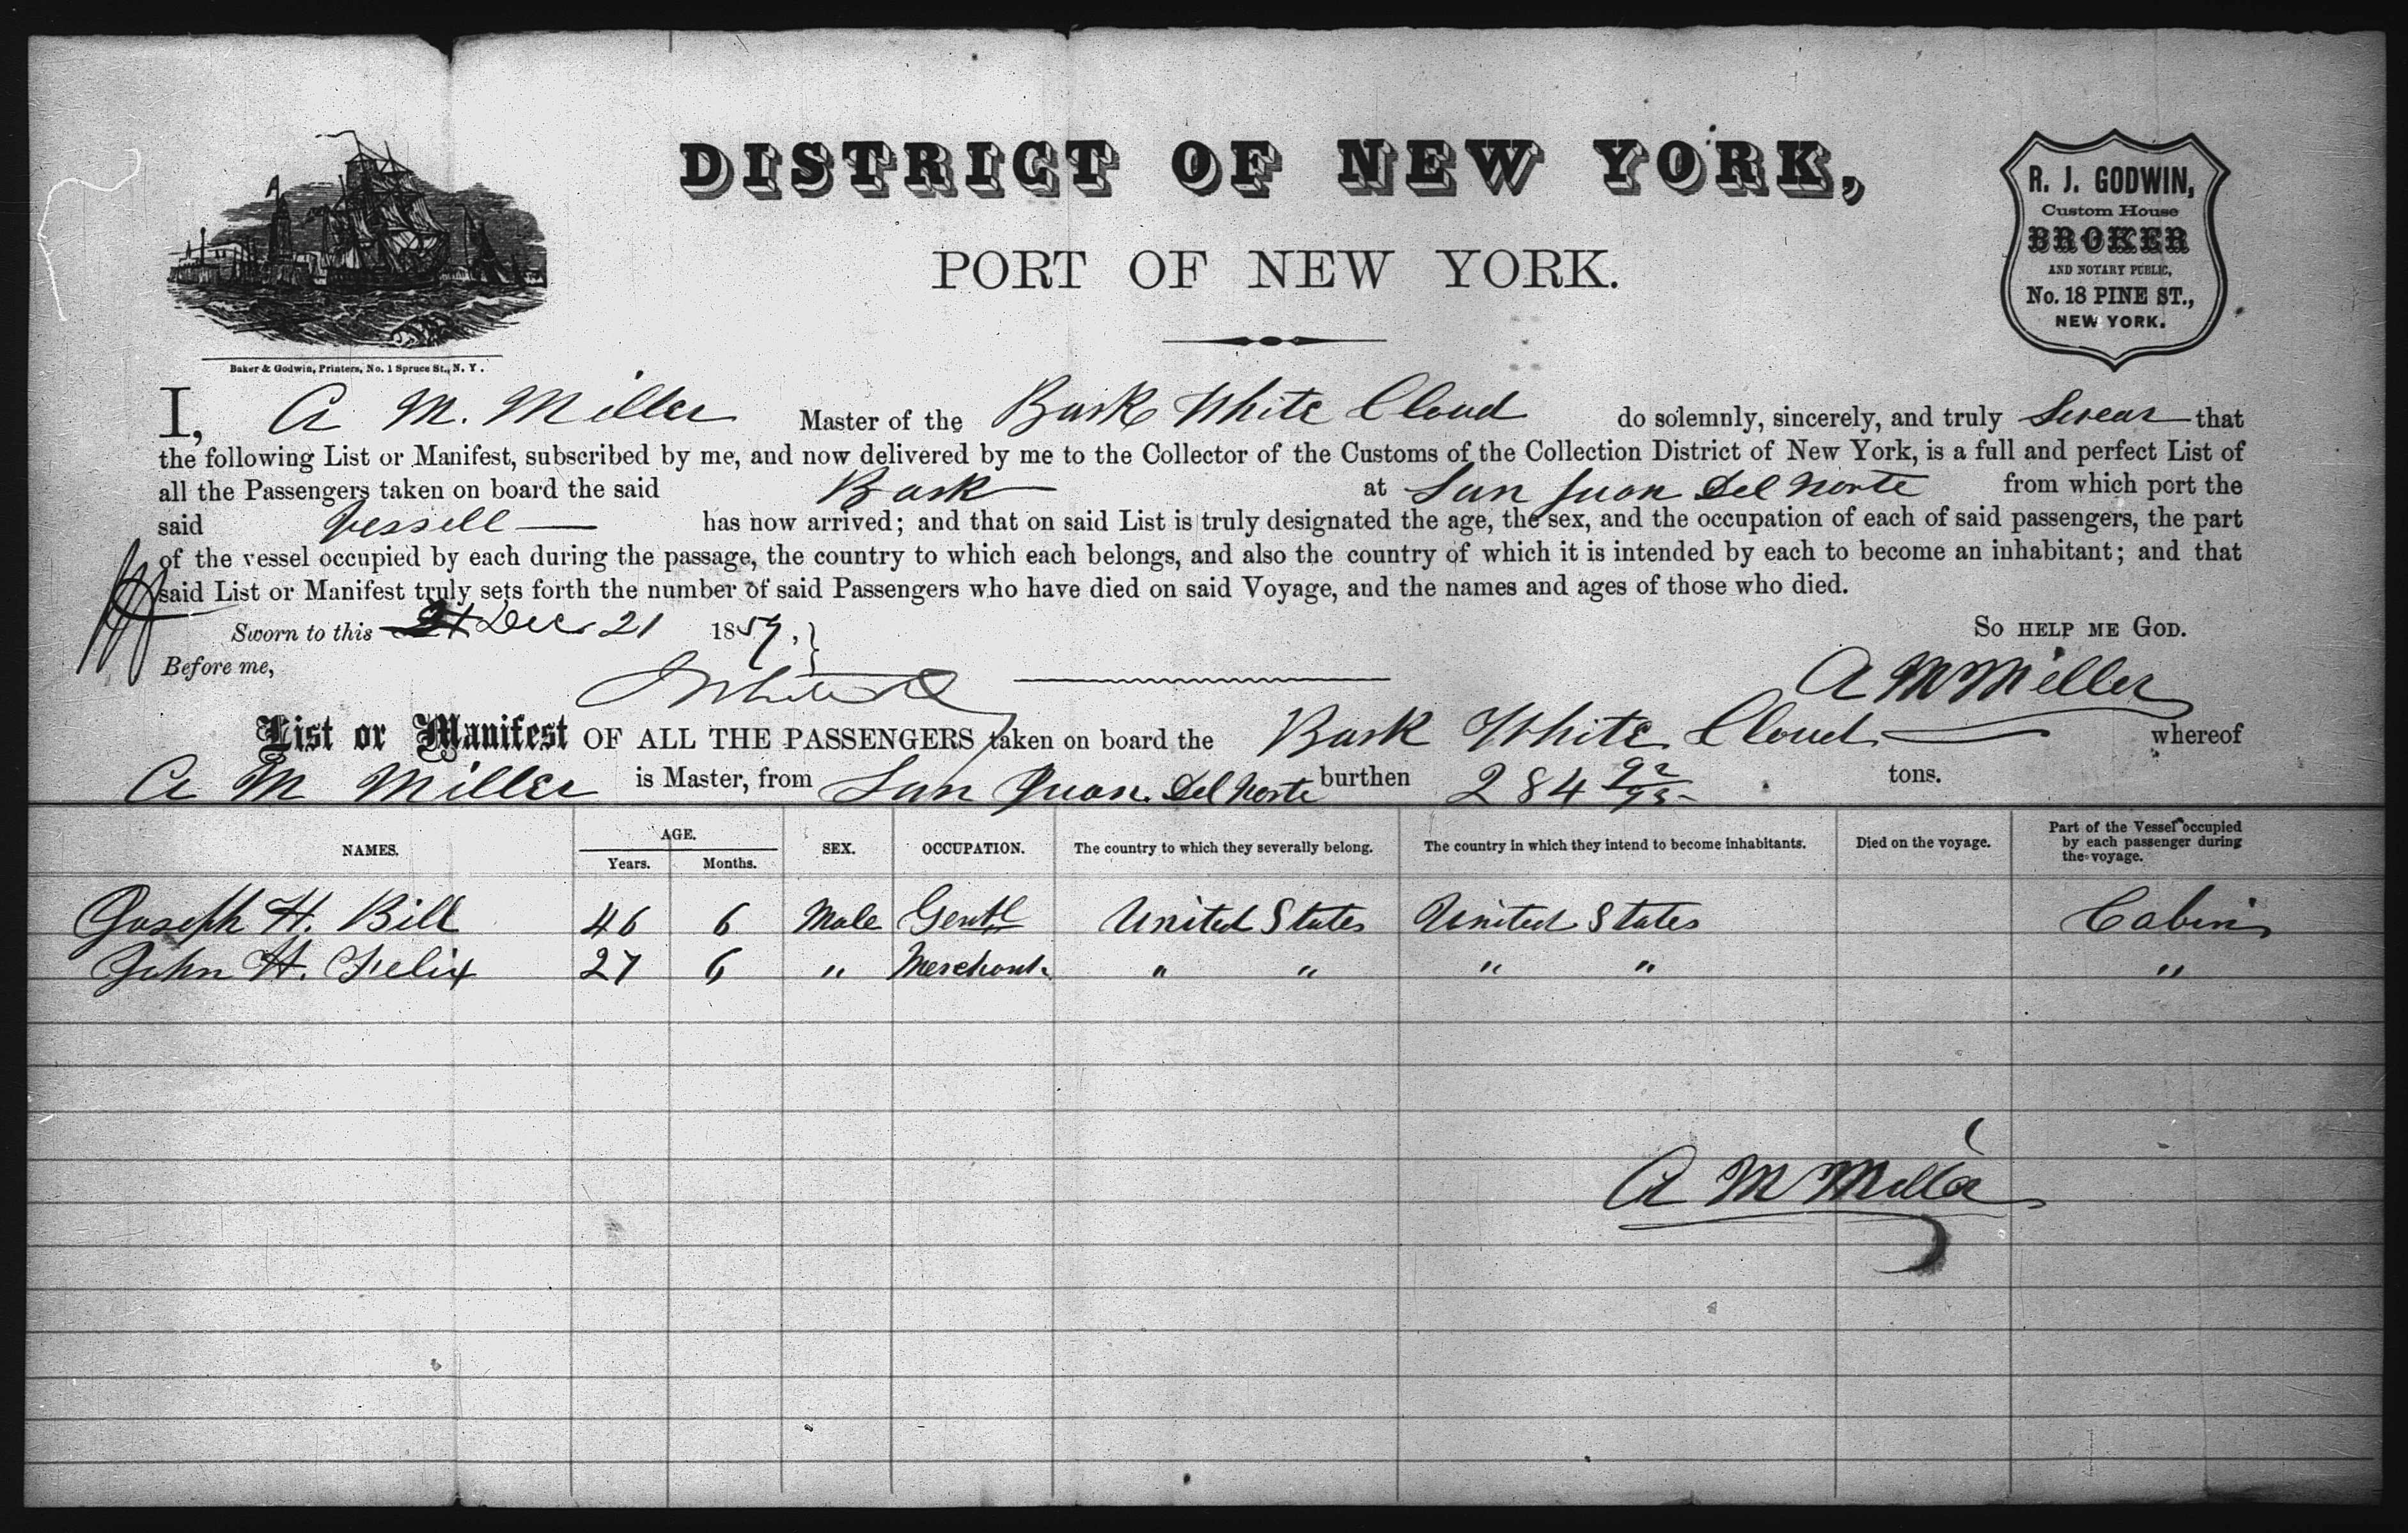 DISTRICT OF NEW YORK,
PORT OF NEW YORK.
R. J. GODWIN,
Custom House
BROKER
AND NOTARY PUBLIC,
No. 18 PINE ST.,
NEW YORK.
Baker & Godwin, Printers, No. 1 Spruce St., N. Y.
I, A M. Miller Master of the Bark White Cloud do solemnly, sincerely, and truly Swear that
the following List or Manifest, subscribed by me, and now delivered by me to the Collector of the Customs of the Collection District of New York, is a full and perfect List of
all the Passengers taken on board the said Bark at San Juan Del Norte from which port the
said Vessell has now arrived; and that on said List is truly designated the age, the sex, and the occupation of each of said passengers, the part
of the vessel occupied by each during the passage, the country to which each belongs, and also the country of which it is intended by each to become an inhabitant; and that
said List or Manifest truly sets forth the number of said Passengers who have died on said Voyage, and the names and ages of those who died.
Sworn to this Dec 21 1857, So HELP ME GOD.
Before me, A M Miller
List or Manifest OF ALL THE PASSENGERS taken on board the Bark White Cloud whereof
A M Miller is Master, from San Juan Del Norte burthen 284 92/95 tons.
NAMES. AGE. SEX. OCCUPATION. The country to which they severally belong. The country in which they intend to become inhabitants. Died on the voyage. Part of the Vessel occupied by each passenger during the voyage.
Years. Months.
Joseph H. Bill 46 6 Male Gentl United States United States Cabin
John H. Felix 27 6 " Merchant " " " " "
A M Miller